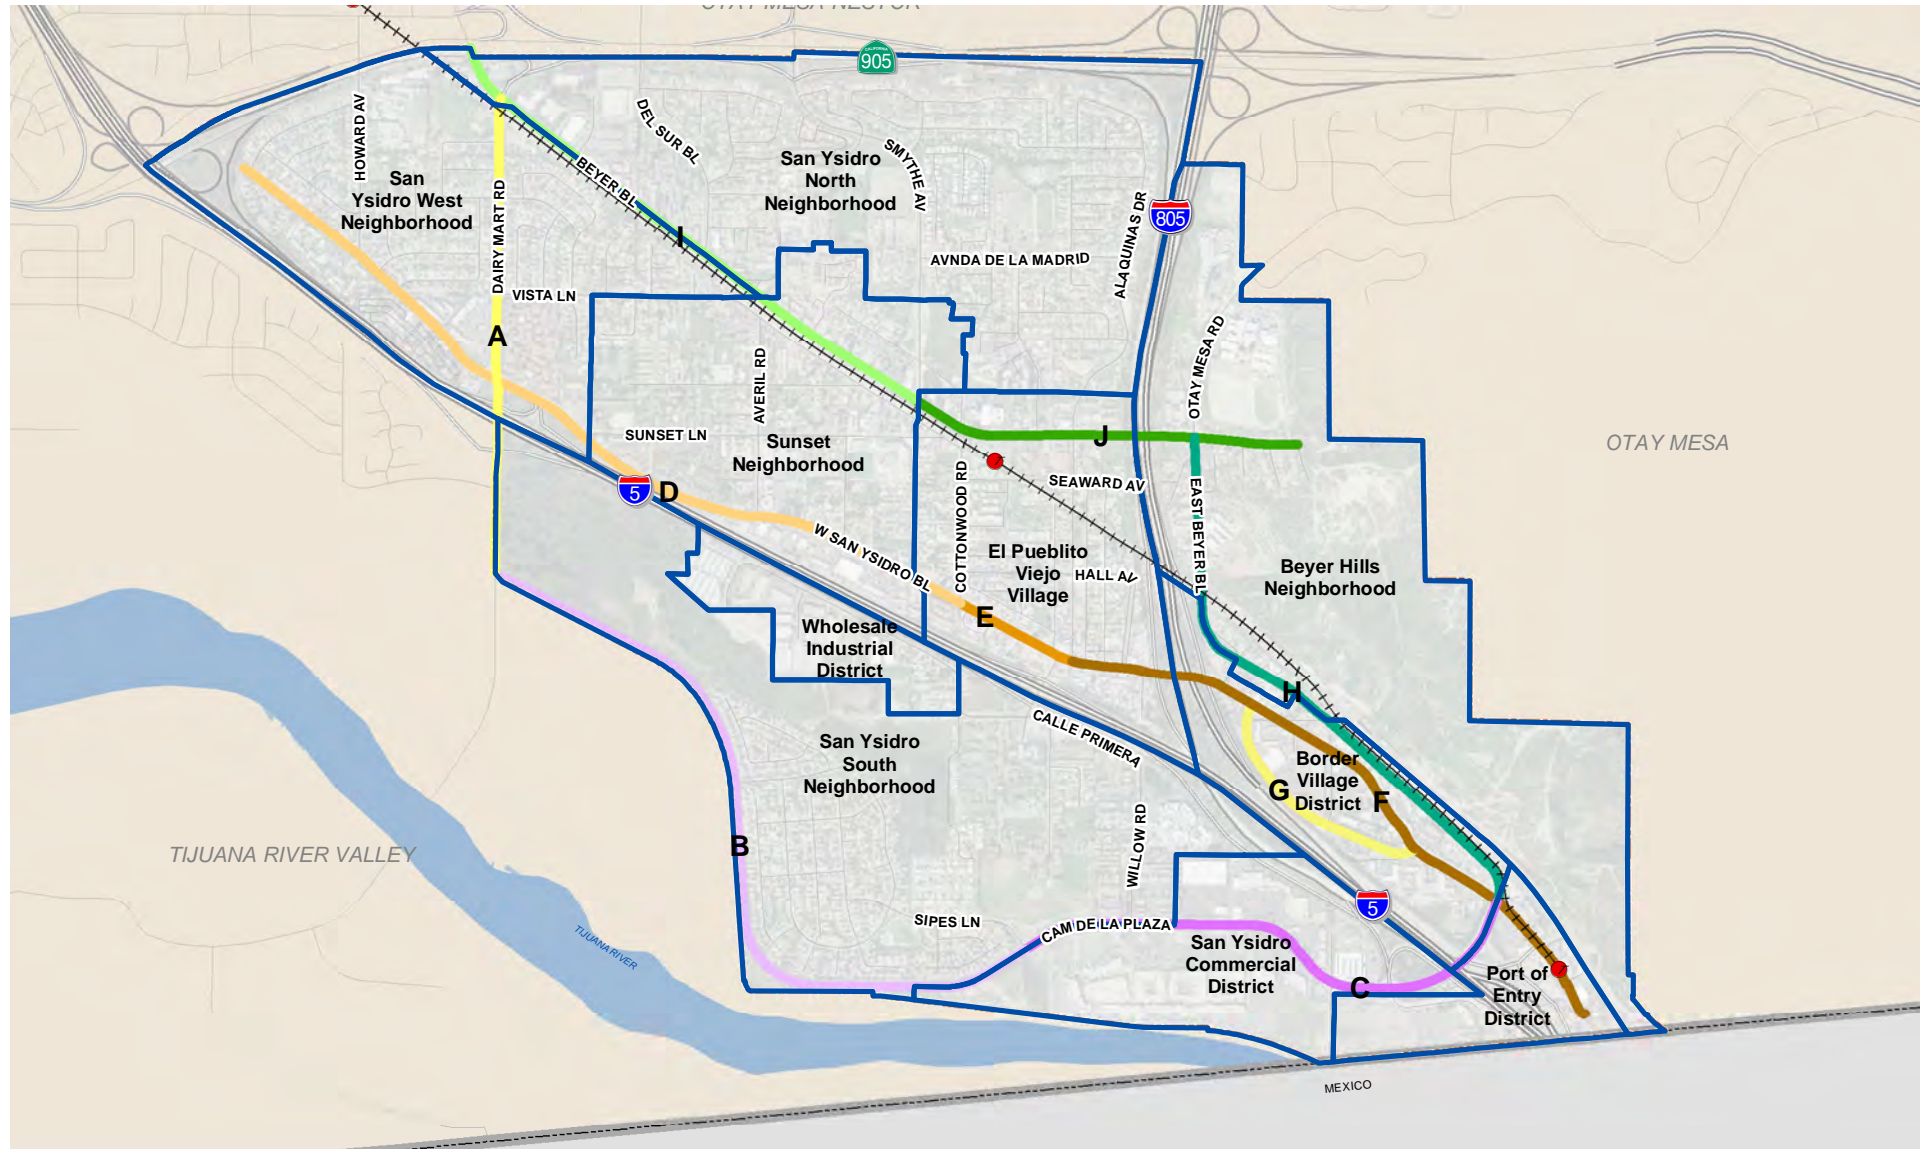 OTAY MESA NESTOR
CALIFORNIA
905
HOWARD AV
DEL SUR BL
San Ysidro
North
Neighborhood
SMYTHE AV
San
Ysidro West
Neighborhood
BEYER BL
DAIRY MART RD
805
ALAQUINAS DR
I
AVNDA DE LA MADRID
VISTA LN
A
OTAY MESA RD
AVERIL RD
SUNSET LN
Sunset
Neighborhood
J
OTAY MESA
COTTONWOOD RD
SEAWARD AV
EAST BEYER BL
5
D
W SAN YSIDRO BL
El Pueblito
Viejo
Village
HALL AV
Beyer Hills
Neighborhood
E
Wholesale
Industrial
District
H
CALLE PRIMERA
San Ysidro
South
Neighborhood
Border
Village
District
G
F
B
TIJUANA RIVER VALLEY
WILLOW RD
5
SIPES LN
CAM DE LA PLAZA
TIJUANA RIVER
San Ysidro
Commercial
District
C
Port of
Entry
District
MEXICO